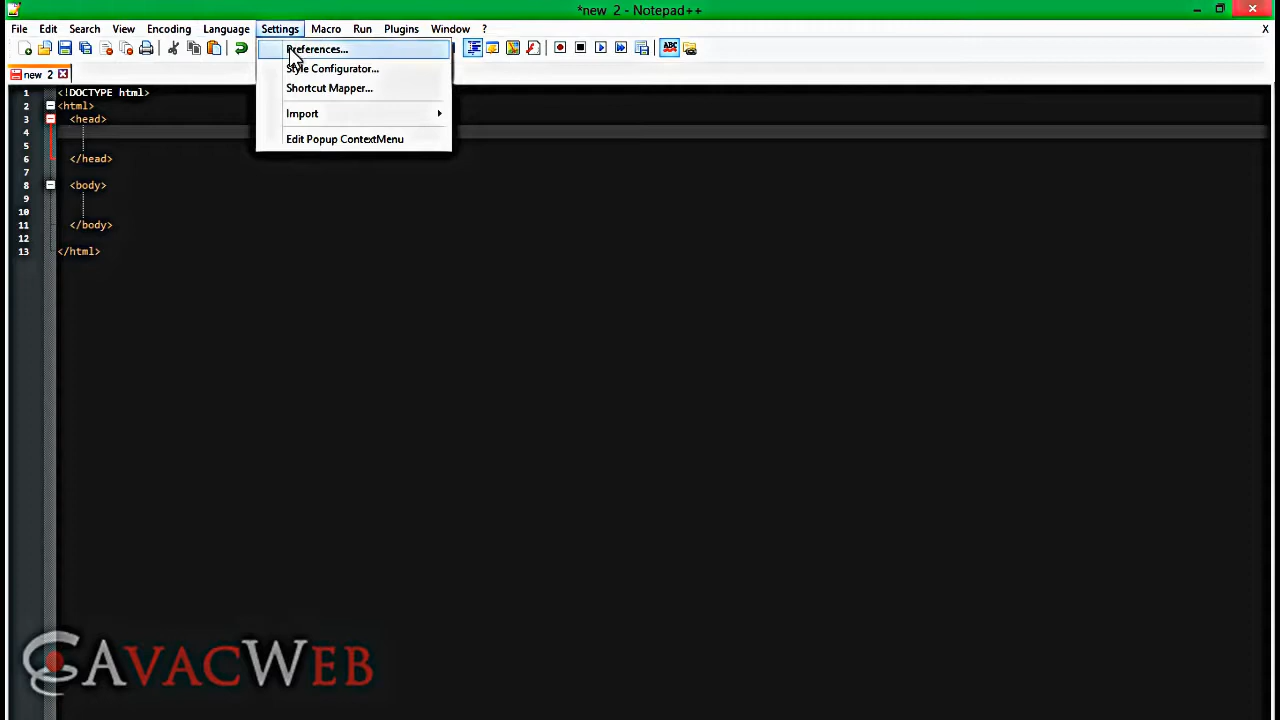 *new 2 - Notepad++
File Edit Search View Encoding Language Settings Macro Run Plugins Window ? X
new 2
Preferences...
Style Configurator...
Shortcut Mapper...
Import
Edit Popup ContextMenu
ABC
1 <!DOCTYPE html>
2 <html>
3 <head>
4
5
6 </head>
7
8 <body>
9
10
11 </body>
12
13 </html>
AVACWEB